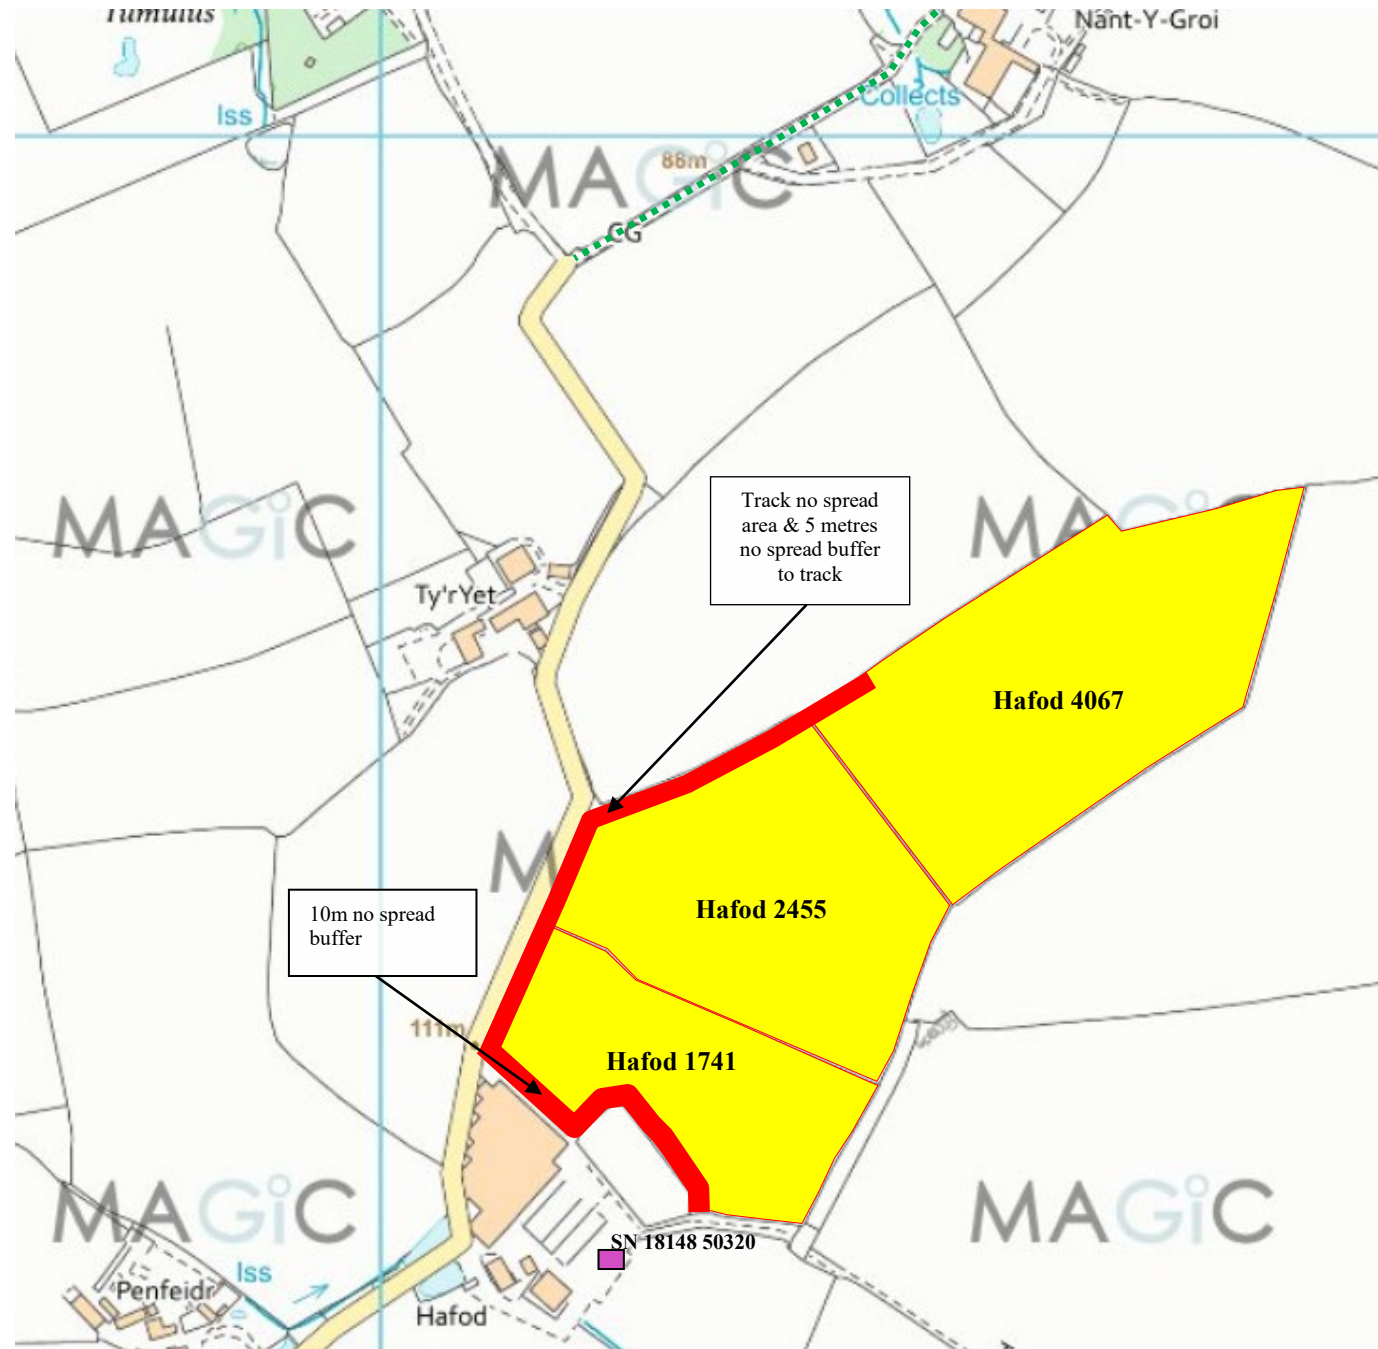 Tumulus
Nant-Y-Groi
Iss
Collects
88m
MAGiC
CG
Track no spread
area & 5 metres
no spread buffer
to track
MAGiC
MAGiC
Ty'rYet
Hafod 4067
M
Hafod 2455
10m no spread
buffer
111m
Hafod 1741
MAGiC
MAGiC
SN 18148 50320
Iss
Penfeidr
Hafod